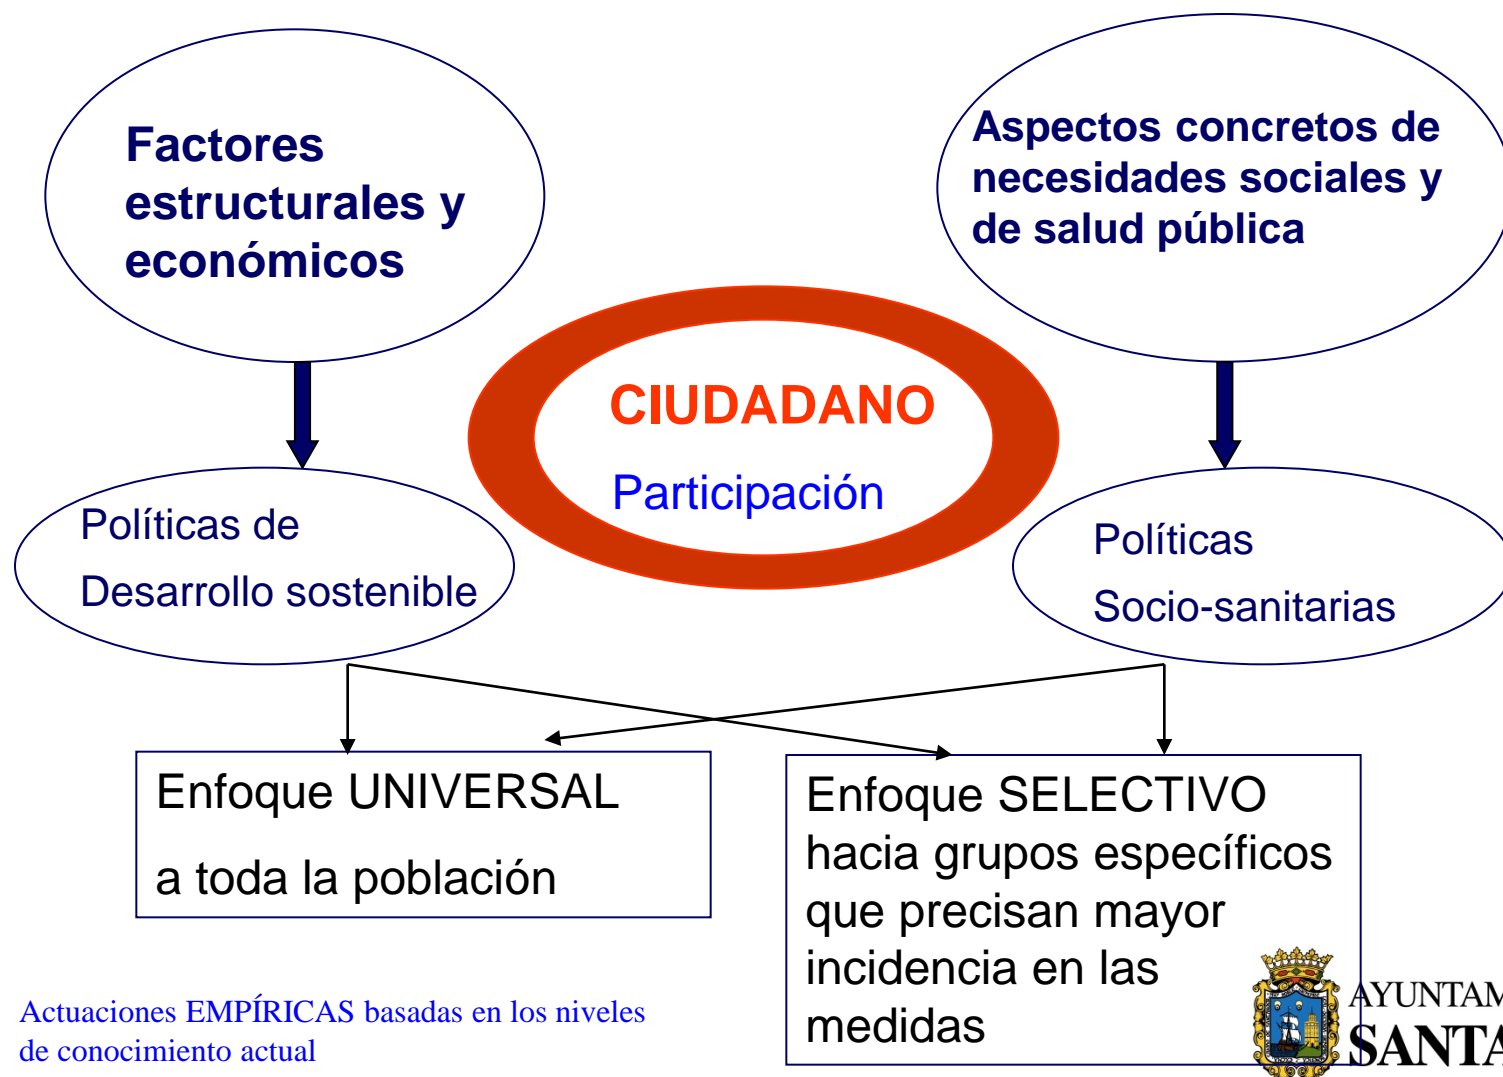 Factores
estructurales y
económicos
Aspectos concretos de
necesidades sociales y
de salud pública
CIUDADANO
Participación
Políticas de
Desarrollo sostenible
Políticas
Socio-sanitarias
Enfoque UNIVERSAL
a toda la población
Enfoque SELECTIVO
hacia grupos específicos
que precisan mayor
incidencia en las
medidas
Actuaciones EMPÍRICAS basadas en los niveles
de conocimiento actual
AYUNTAM
SANTA